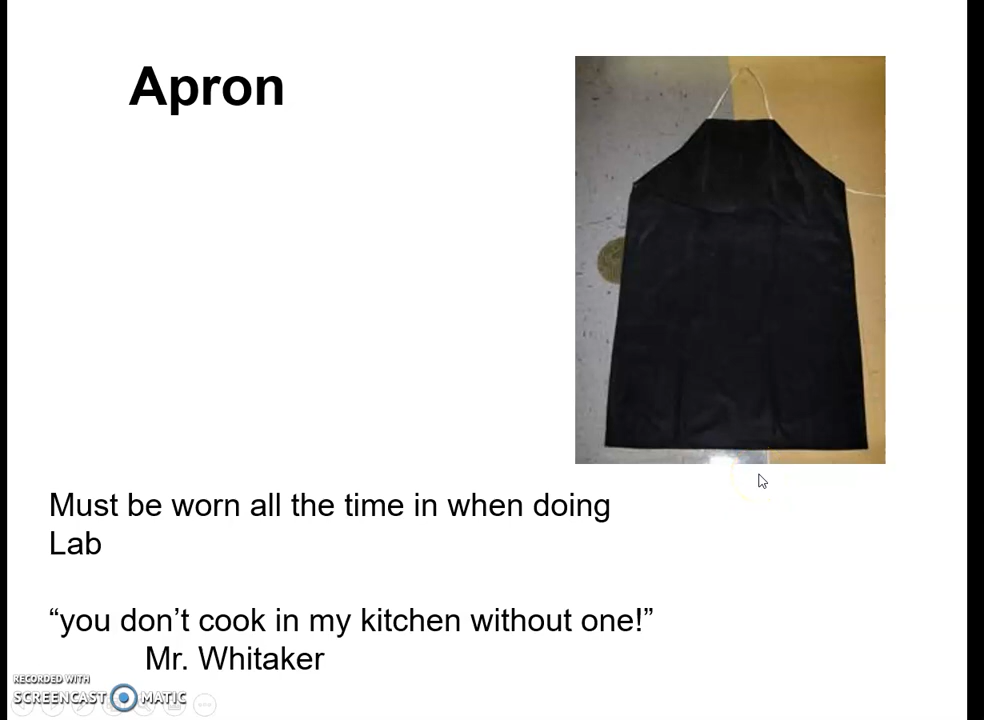 Apron
Must be worn all the time in when doing
Lab
“you don’t cook in my kitchen without one!”
Mr. Whitaker
RECORDED WITH
SCREENCAST MATIC